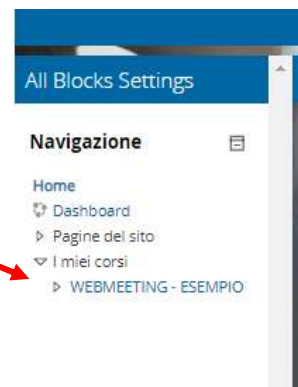 All Blocks Settings
Navigazione
Home
Dashboard
Pagine del sito
I miei corsi
WEBMEETING - ESEMPIO